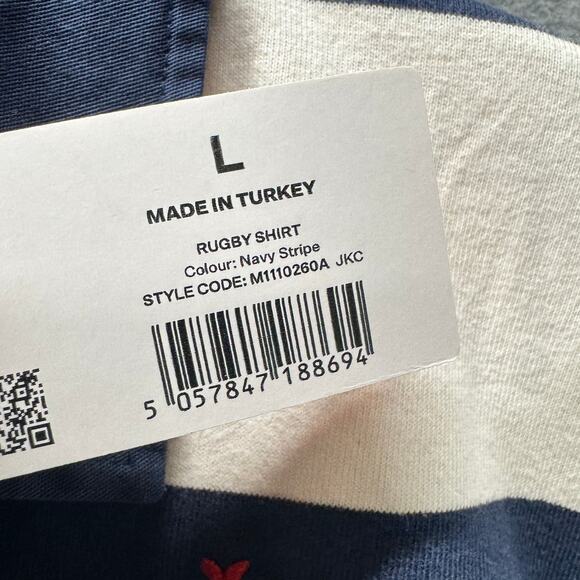 L
MADE IN TURKEY
RUGBY SHIRT
Colour: Navy Stripe
STYLE CODE: M1110260A JKC
5 057847 188694